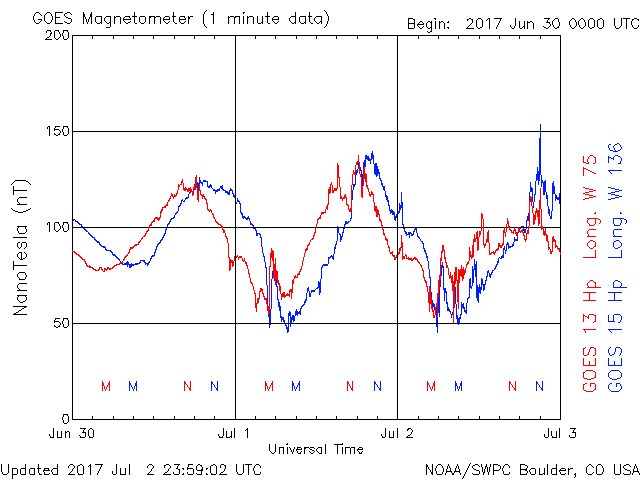 GOES Magnetometer (1 minute data)
Begin: 2017 Jun 30 0000 UTC
200
150
100
50
0
NanoTesla (nT)
M M N N M M N N M M N N
Jun 30 Jul 1 Jul 2 Jul 3
Universal Time
GOES 13 Hp Long. W 75
GOES 15 Hp Long. W 136
Updated 2017 Jul 2 23:59:02 UTC
NOAA/SWPC Boulder, CO USA